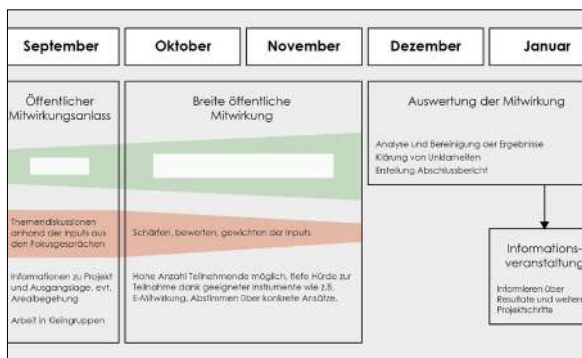 September
Oktober
November
Dezember
Januar
Öffentlicher
Mitwirkungsanlass
Themendiskussionen
anhand der Inputs aus
den Fokusgesprächen
Informationen zu Projekt
und Ausgangslage, evt.
Arealbegehung
Arbeit in Kleingruppen
Breite öffentliche
Mitwirkung
Schärfen, bewerten, gewichten der Inputs
Hohe Anzahl Teilnehmende möglich, tiefe Hürde zur
Teilnahme dank geeigneter Instrumente wie z.B.
E-Mitwirkung. Abstimmen über konkrete Ansätze.
Auswertung der Mitwirkung
Analyse und Bereinigung der Ergebnisse
Klärung von Unklarheiten
Erstellung Abschlussbericht
Informations-
veranstaltung
Informieren über
Resultate und weitere
Projektschritte